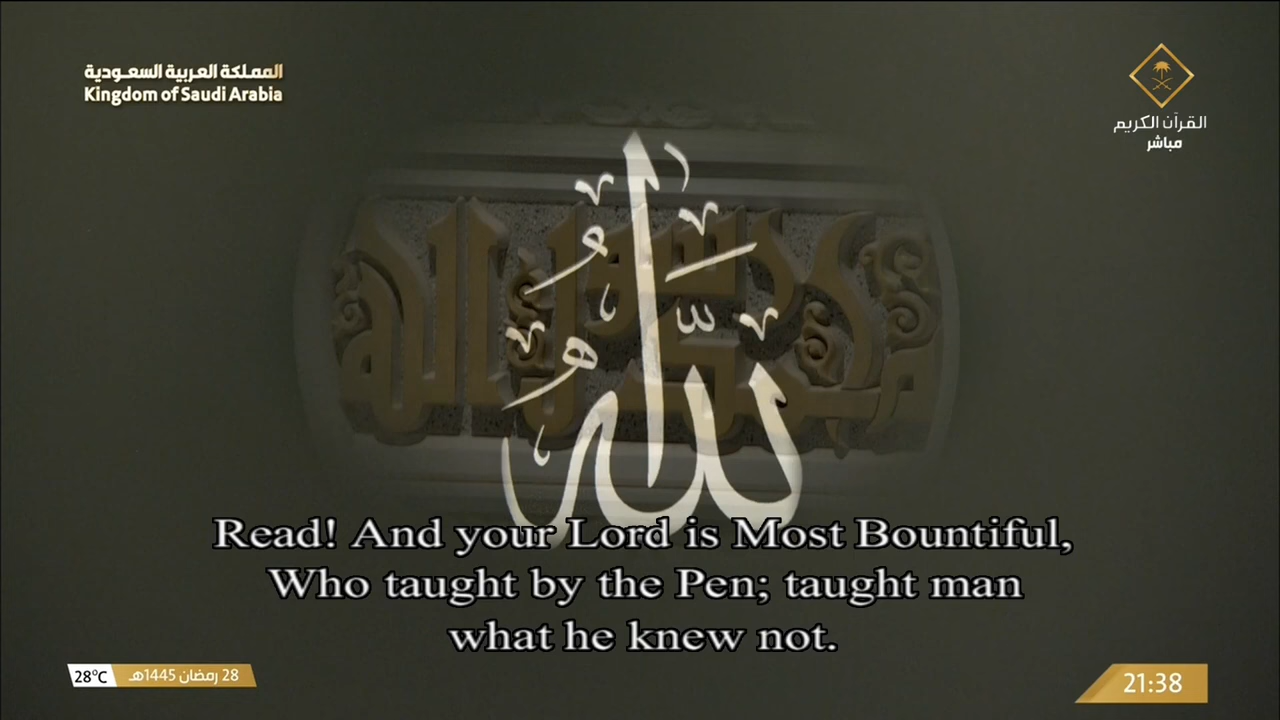 المملكة العربية السعودية
Kingdom of Saudi Arabia
القرآن الكريم
مباشر
الله
Read! And your Lord is Most Bountiful,
Who taught by the Pen; taught man
what he knew not.
28°C
28 رمضان 1445هـ
21:38